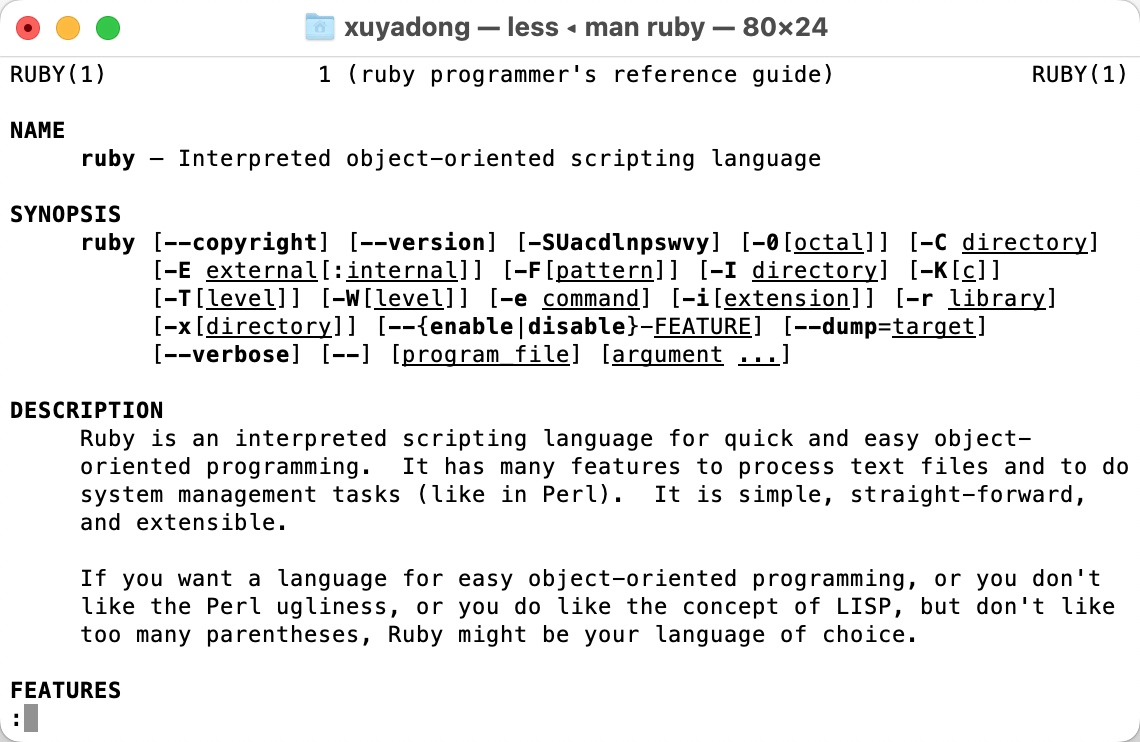 xuyadong — less ◂ man ruby — 80×24
RUBY(1)               1 (ruby programmer's reference guide)              RUBY(1)
NAME
     ruby – Interpreted object-oriented scripting language
SYNOPSIS
     ruby [--copyright] [--version] [-SUacdlnpswvy] [-0[octal]] [-C directory]
          [-E external[:internal]] [-F[pattern]] [-I directory] [-K[c]]
          [-T[level]] [-W[level]] [-e command] [-i[extension]] [-r library]
          [-x[directory]] [--{enable|disable}-FEATURE] [--dump=target]
          [--verbose] [--] [program_file] [argument ...]
DESCRIPTION
     Ruby is an interpreted scripting language for quick and easy object-
     oriented programming.  It has many features to process text files and to do
     system management tasks (like in Perl).  It is simple, straight-forward,
     and extensible.
     If you want a language for easy object-oriented programming, or you don't
     like the Perl ugliness, or you do like the concept of LISP, but don't like
     too many parentheses, Ruby might be your language of choice.
FEATURES
: